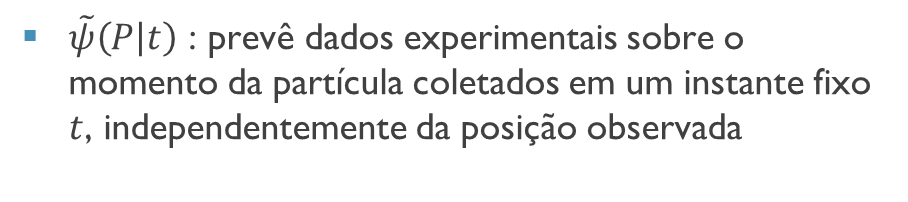 ▪ ψ̃(P|t) : prevê dados experimentais sobre o
momento da partícula coletados em um instante fixo
t, independentemente da posição observada